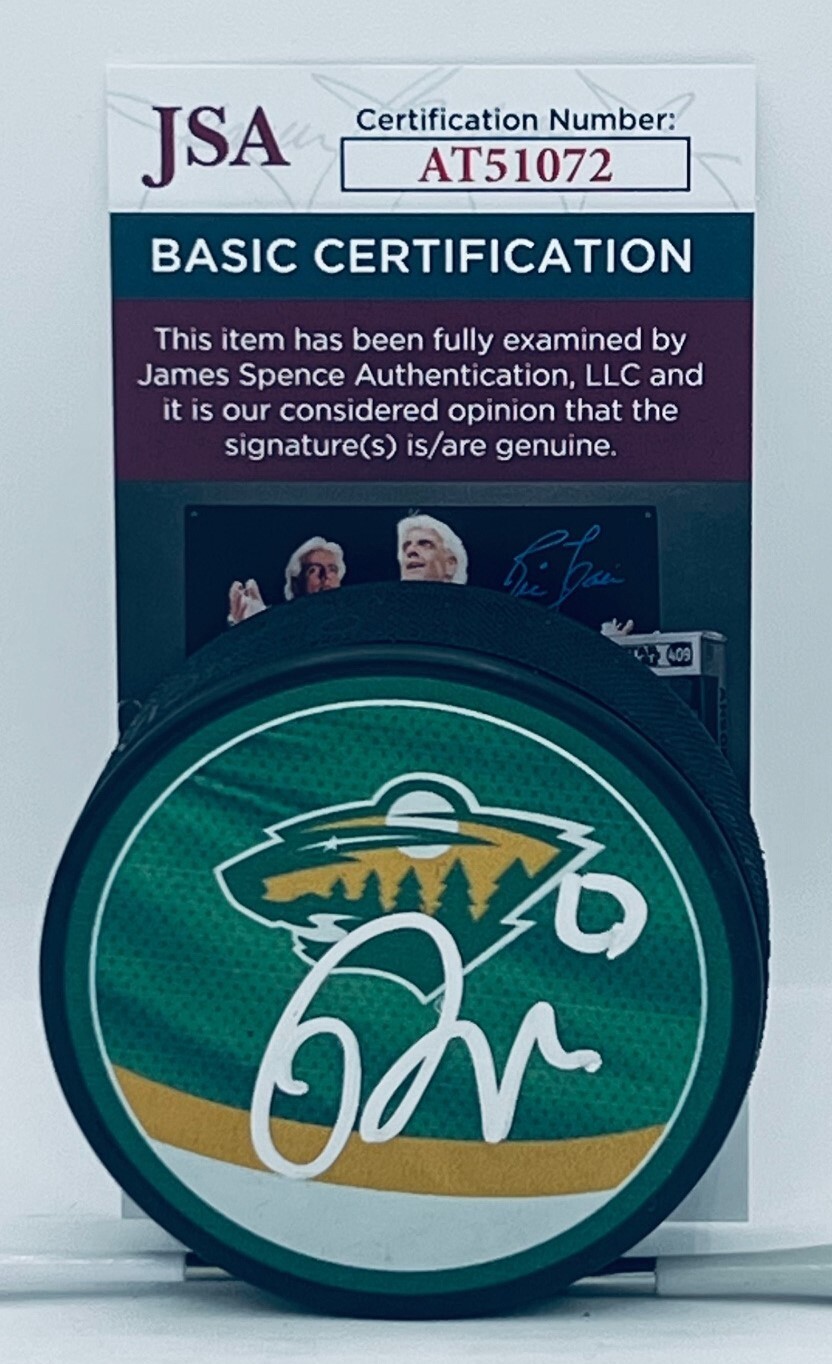 JSA
Certification Number:
AT51072
BASIC CERTIFICATION
This item has been fully examined by
James Spence Authentication, LLC and
it is our considered opinion that the
signature(s) is/are genuine.
409